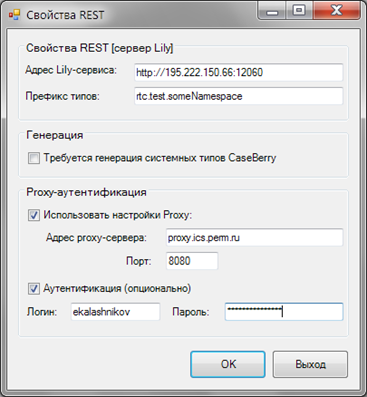 Свойства REST
Свойства REST [сервер Lily]
Адрес Lily-сервиса: http://195.222.150.66:12060
Префикс типов: rtc.test.someNamespace
Генерация
Требуется генерация системных типов CaseBerry
Proxy-аутентификация
Использовать настройки Proxy:
Адрес proxy-сервера: proxy.ics.perm.ru
Порт: 8080
Аутентификация (опционально)
Логин: ekalashnikov Пароль: ***************
OK Выход